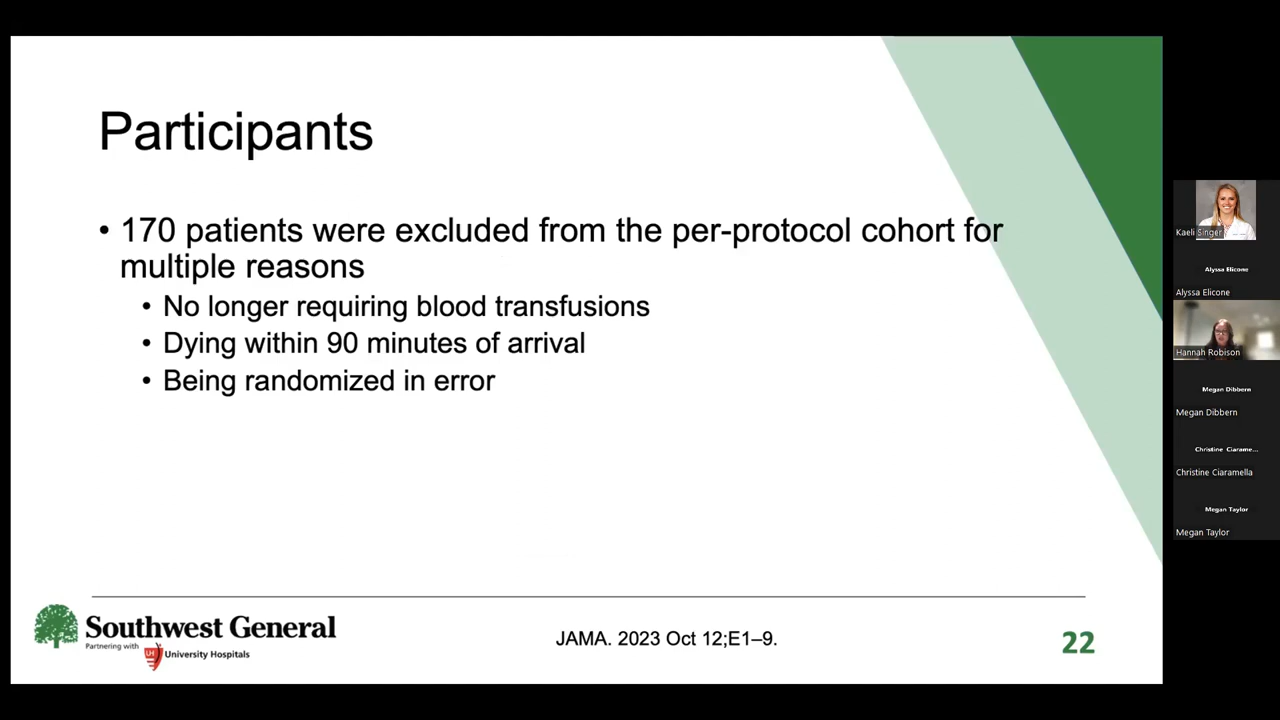 Participants
• 170 patients were excluded from the per-protocol cohort for
multiple reasons
• No longer requiring blood transfusions
• Dying within 90 minutes of arrival
• Being randomized in error
Southwest General
Partnering with
UH University Hospitals
JAMA. 2023 Oct 12;E1–9.
22
Kaeli Singer
Alyssa Elicone
Alyssa Elicone
Hannah Robison
Megan Dibbern
Megan Dibbern
Christine Ciarame...
Christine Ciaramella
Megan Taylor
Megan Taylor